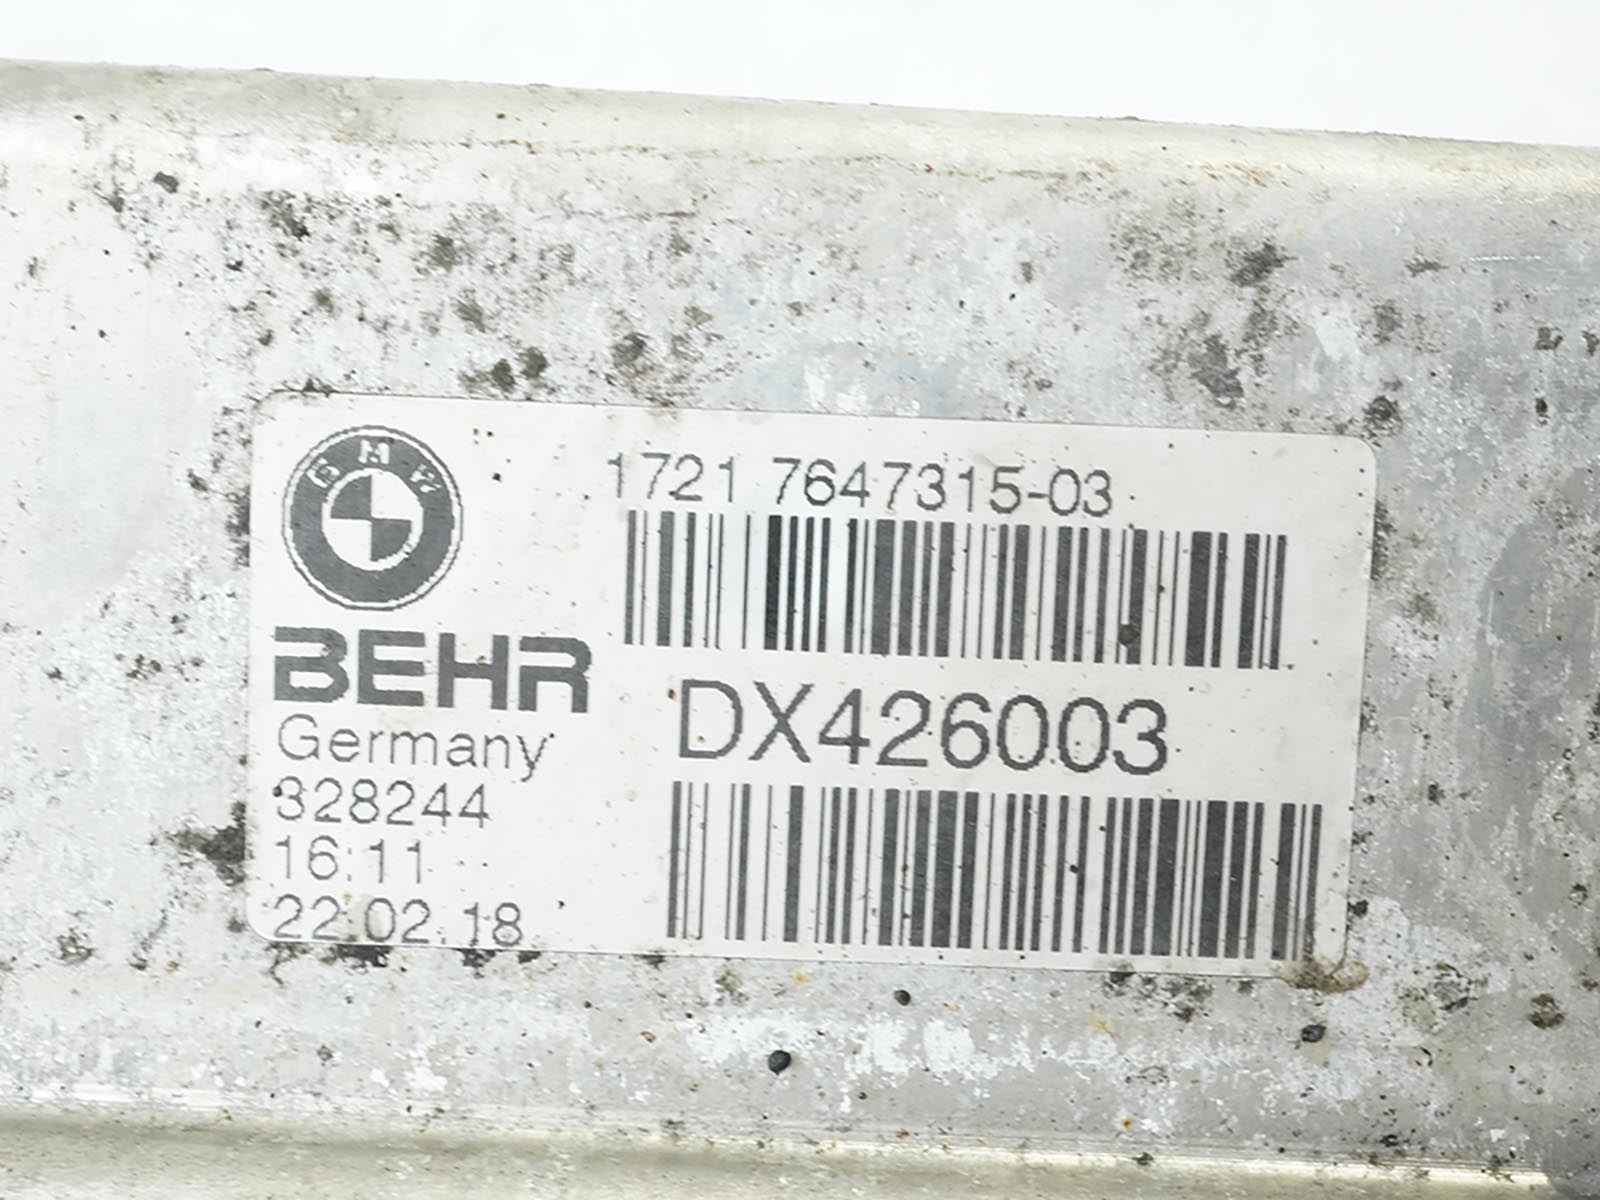 BMW
1721 7647315-03
BEHR
DX426003
Germany
328244
16:11
22.02.18